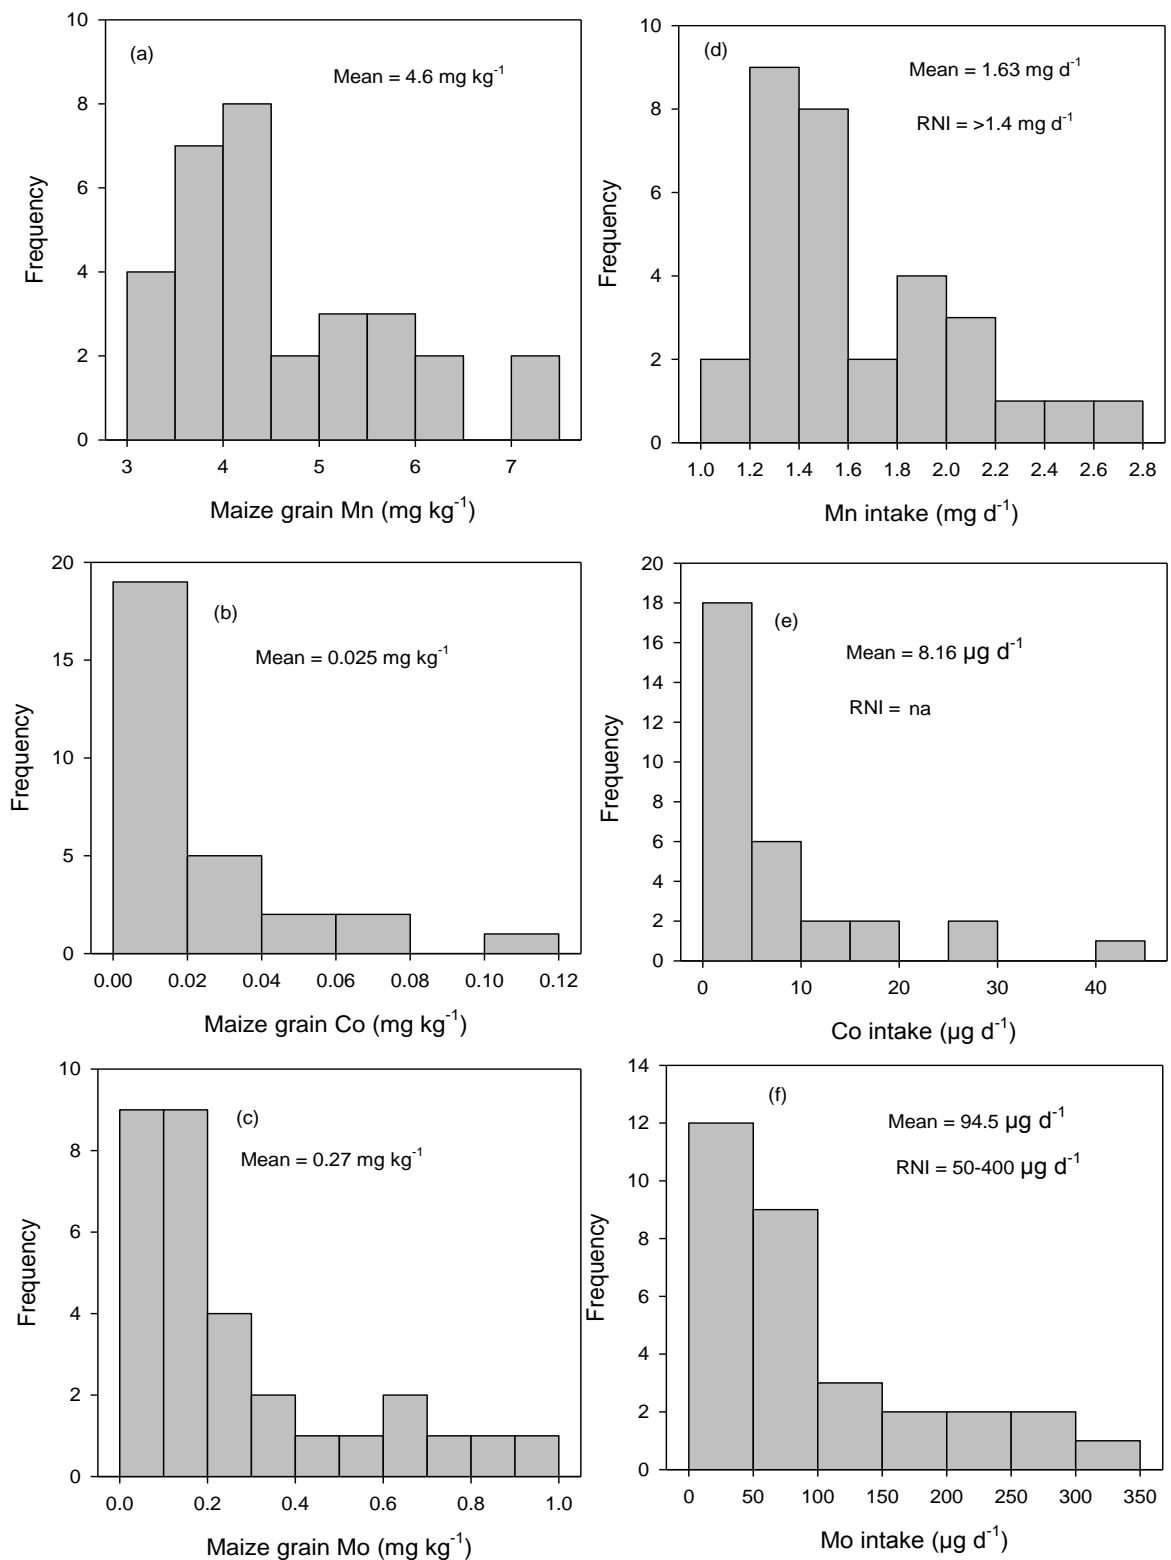 10
8
6
4
2
0
Frequency
(a)
Mean = 4.6 mg kg-1
3 4 5 6 7
Maize grain Mn (mg kg-1)
10
8
6
4
2
0
Frequency
(d)
Mean = 1.63 mg d-1
RNI = >1.4 mg d-1
1.0 1.2 1.4 1.6 1.8 2.0 2.2 2.4 2.6 2.8
Mn intake (mg d-1)
20
15
10
5
0
Frequency
(b)
Mean = 0.025 mg kg-1
0.00 0.02 0.04 0.06 0.08 0.10 0.12
Maize grain Co (mg kg-1)
20
18
16
14
12
10
8
6
4
2
0
Frequency
(e)
Mean = 8.16 µg d-1
RNI = na
0 10 20 30 40
Co intake (µg d-1)
10
8
6
4
2
0
Frequency
(c)
Mean = 0.27 mg kg-1
0.0 0.2 0.4 0.6 0.8 1.0
Maize grain Mo (mg kg-1)
14
12
10
8
6
4
2
0
Frequency
(f)
Mean = 94.5 µg d-1
RNI = 50-400 µg d-1
0 50 100 150 200 250 300 350
Mo intake (µg d-1)